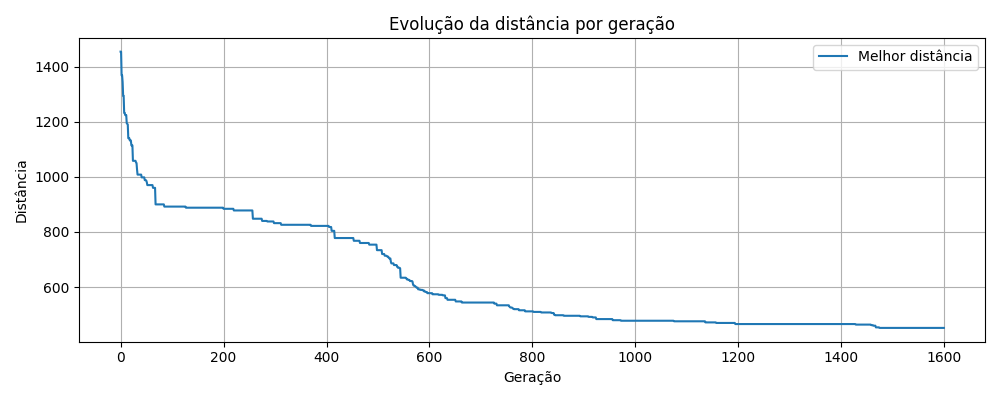 Evolução da distância por geração
Melhor distância
Distância
1400
1200
1000
800
600
0 200 400 600 800 1000 1200 1400 1600
Geração